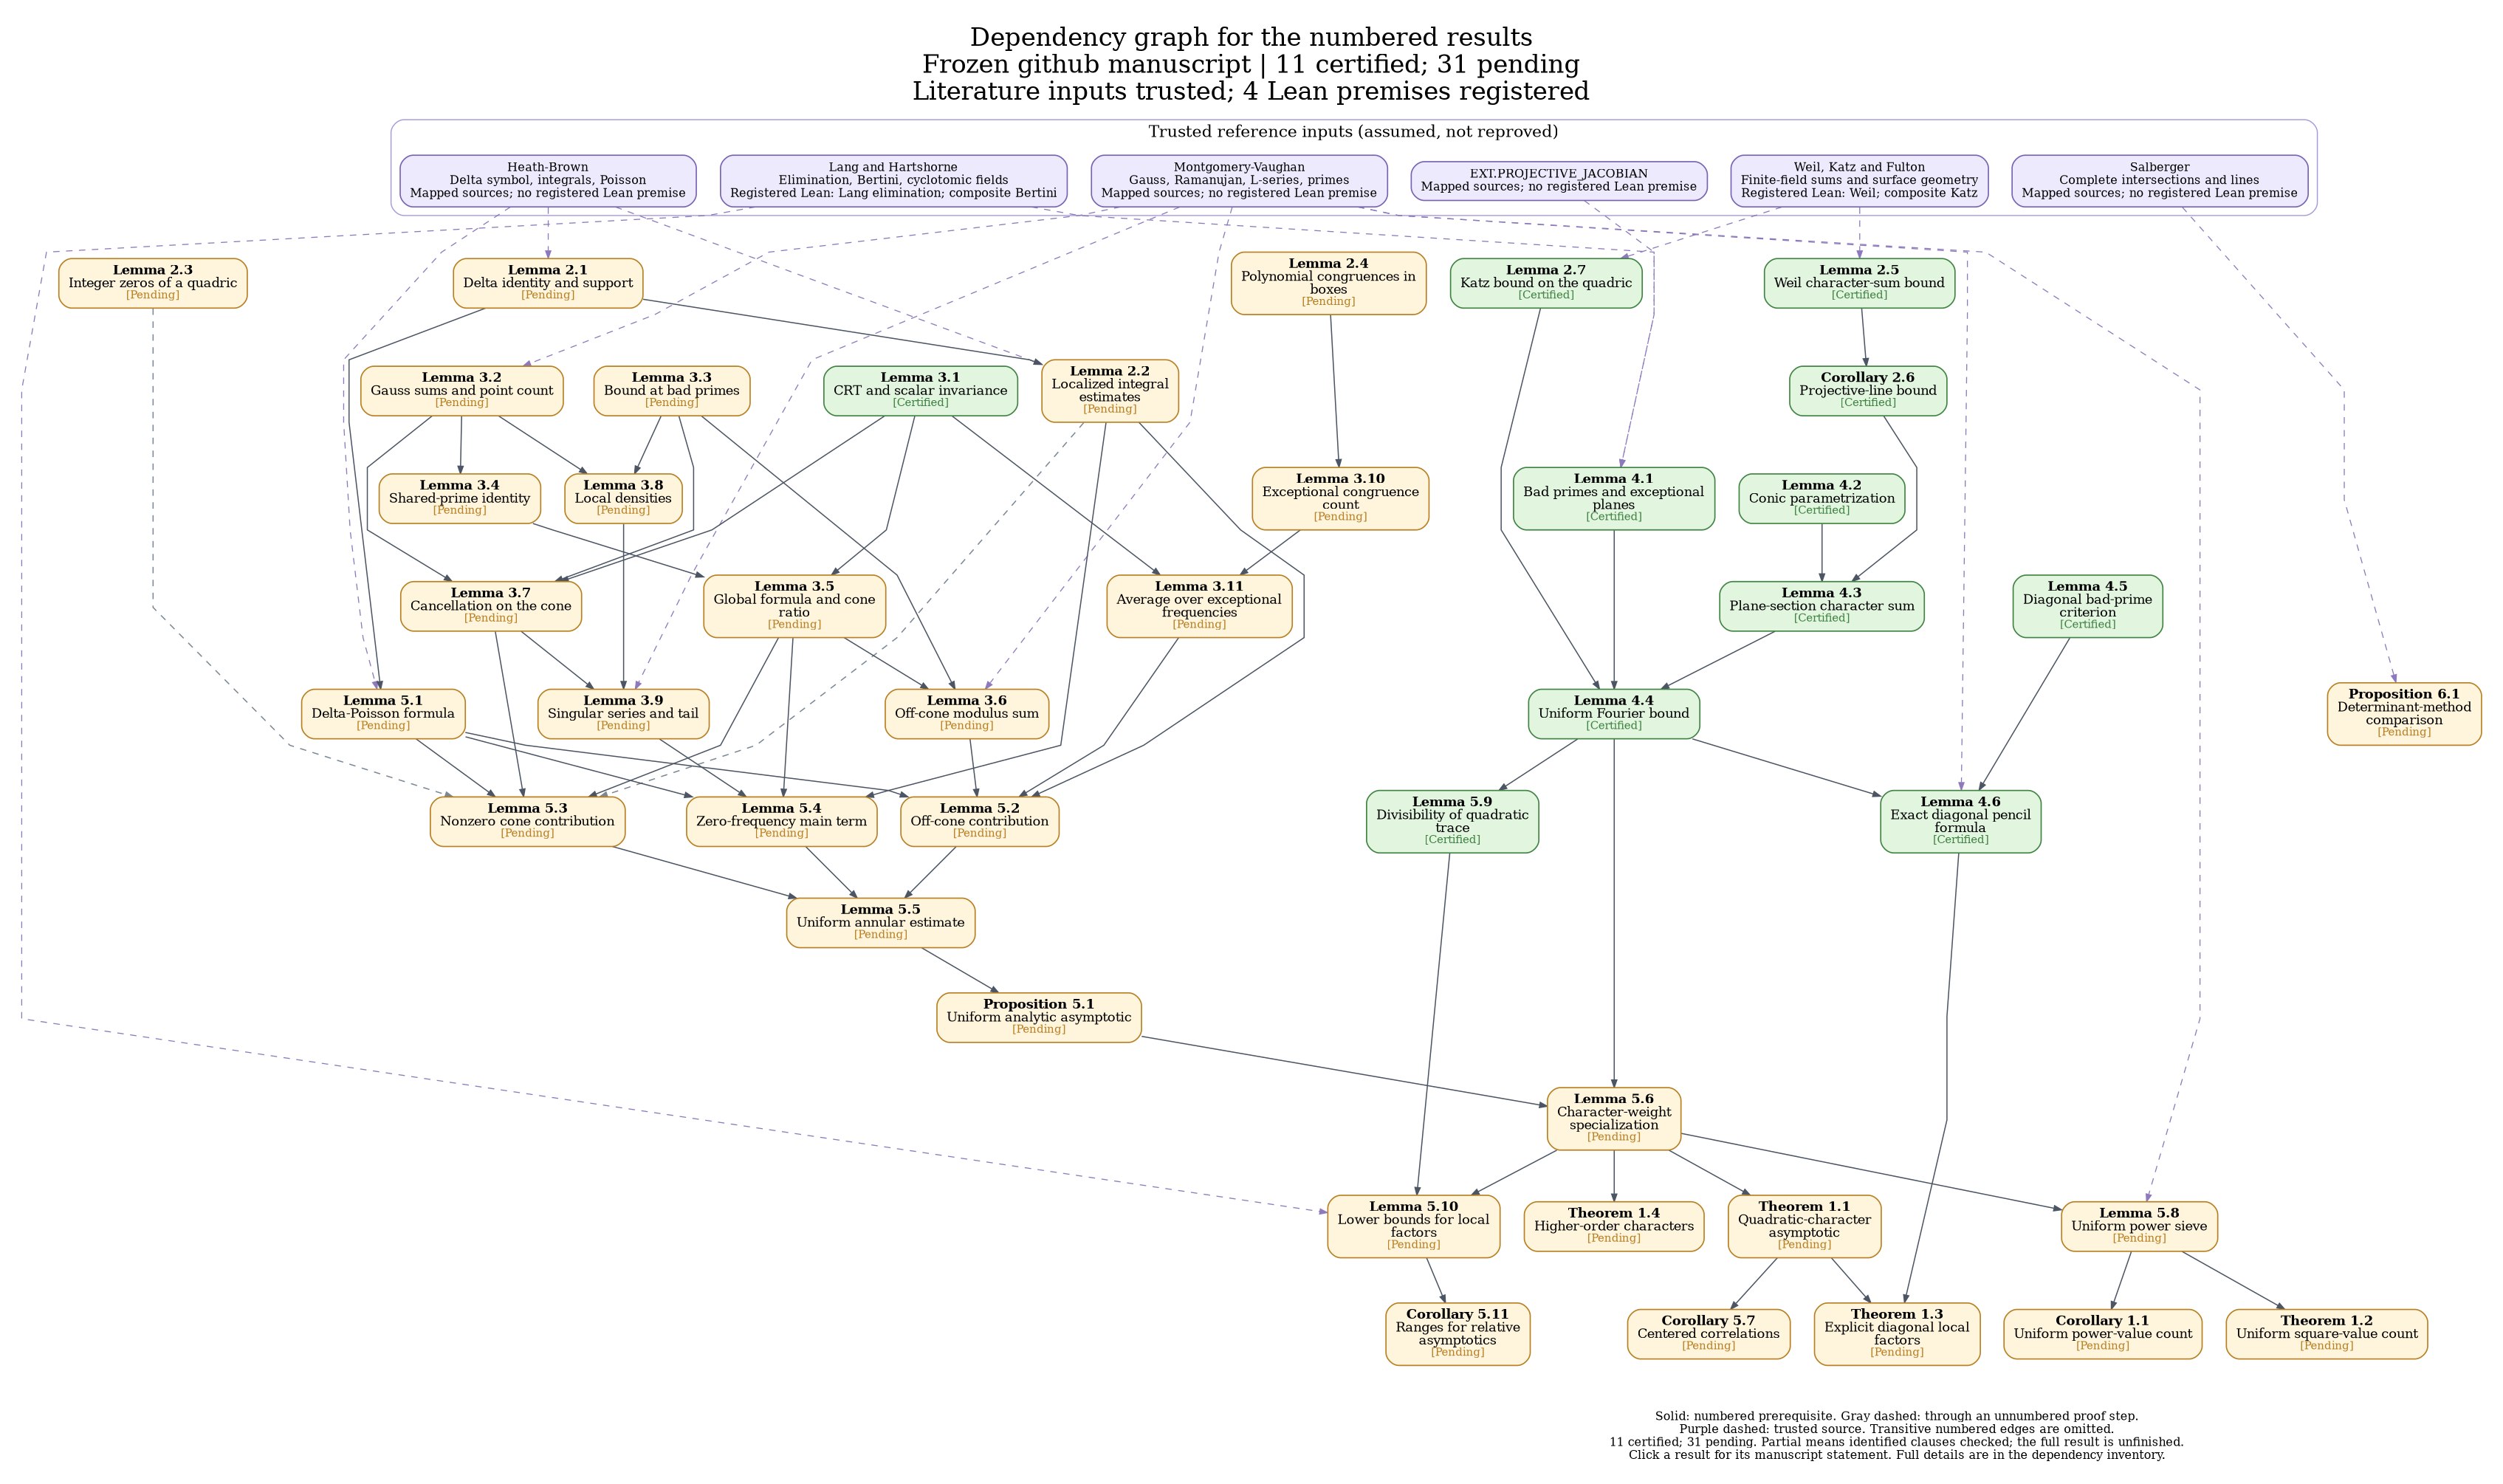 Dependency graph for the numbered results
Frozen github manuscript | 11 certified; 31 pending
Literature inputs trusted; 4 Lean premises registered
Trusted reference inputs (assumed, not reproved)
Heath-Brown
Delta symbol, integrals, Poisson
Mapped sources; no registered Lean premise
Lang and Hartshorne
Elimination, Bertini, cyclotomic fields
Registered Lean: Lang elimination; composite Bertini
Montgomery-Vaughan
Gauss, Ramanujan, L-series, primes
Mapped sources; no registered Lean premise
EXT.PROJECTIVE_JACOBIAN
Mapped sources; no registered Lean premise
Weil, Katz and Fulton
Finite-field sums and surface geometry
Registered Lean: Weil; composite Katz
Salberger
Complete intersections and lines
Mapped sources; no registered Lean premise
Lemma 2.3
Integer zeros of a quadric
[Pending]
Lemma 2.1
Delta identity and support
[Pending]
Lemma 2.4
Polynomial congruences in
boxes
[Pending]
Lemma 2.7
Katz bound on the quadric
[Certified]
Lemma 2.5
Weil character-sum bound
[Certified]
Lemma 3.2
Gauss sums and point count
[Pending]
Lemma 3.3
Bound at bad primes
[Pending]
Lemma 3.1
CRT and scalar invariance
[Certified]
Lemma 2.2
Localized integral
estimates
[Pending]
Corollary 2.6
Projective-line bound
[Certified]
Lemma 3.4
Shared-prime identity
[Pending]
Lemma 3.8
Local densities
[Pending]
Lemma 3.10
Exceptional congruence
count
[Pending]
Lemma 4.1
Bad primes and exceptional
planes
[Certified]
Lemma 4.2
Conic parametrization
[Certified]
Lemma 3.7
Cancellation on the cone
[Pending]
Lemma 3.5
Global formula and cone
ratio
[Pending]
Lemma 3.11
Average over exceptional
frequencies
[Pending]
Lemma 4.3
Plane-section character sum
[Certified]
Lemma 4.5
Diagonal bad-prime
criterion
[Certified]
Lemma 5.1
Delta-Poisson formula
[Pending]
Lemma 3.9
Singular series and tail
[Pending]
Lemma 3.6
Off-cone modulus sum
[Pending]
Lemma 4.4
Uniform Fourier bound
[Certified]
Proposition 6.1
Determinant-method
comparison
[Pending]
Lemma 5.3
Nonzero cone contribution
[Pending]
Lemma 5.4
Zero-frequency main term
[Pending]
Lemma 5.2
Off-cone contribution
[Pending]
Lemma 5.9
Divisibility of quadratic
trace
[Certified]
Lemma 4.6
Exact diagonal pencil
formula
[Certified]
Lemma 5.5
Uniform annular estimate
[Pending]
Proposition 5.1
Uniform analytic asymptotic
[Pending]
Lemma 5.6
Character-weight
specialization
[Pending]
Lemma 5.10
Lower bounds for local
factors
[Pending]
Theorem 1.4
Higher-order characters
[Pending]
Theorem 1.1
Quadratic-character
asymptotic
[Pending]
Lemma 5.8
Uniform power sieve
[Pending]
Corollary 5.11
Ranges for relative
asymptotics
[Pending]
Corollary 5.7
Centered correlations
[Pending]
Theorem 1.3
Explicit diagonal local
factors
[Pending]
Corollary 1.1
Uniform power-value count
[Pending]
Theorem 1.2
Uniform square-value count
[Pending]
Solid: numbered prerequisite. Gray dashed: through an unnumbered proof step.
Purple dashed: trusted source. Transitive numbered edges are omitted.
11 certified; 31 pending. Partial means identified clauses checked; the full result is unfinished.
Click a result for its manuscript statement. Full details are in the dependency inventory.